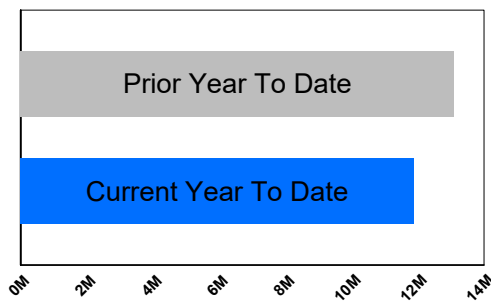 Prior Year To Date
Current Year To Date
0M 2M 4M 6M 8M 10M 12M 14M